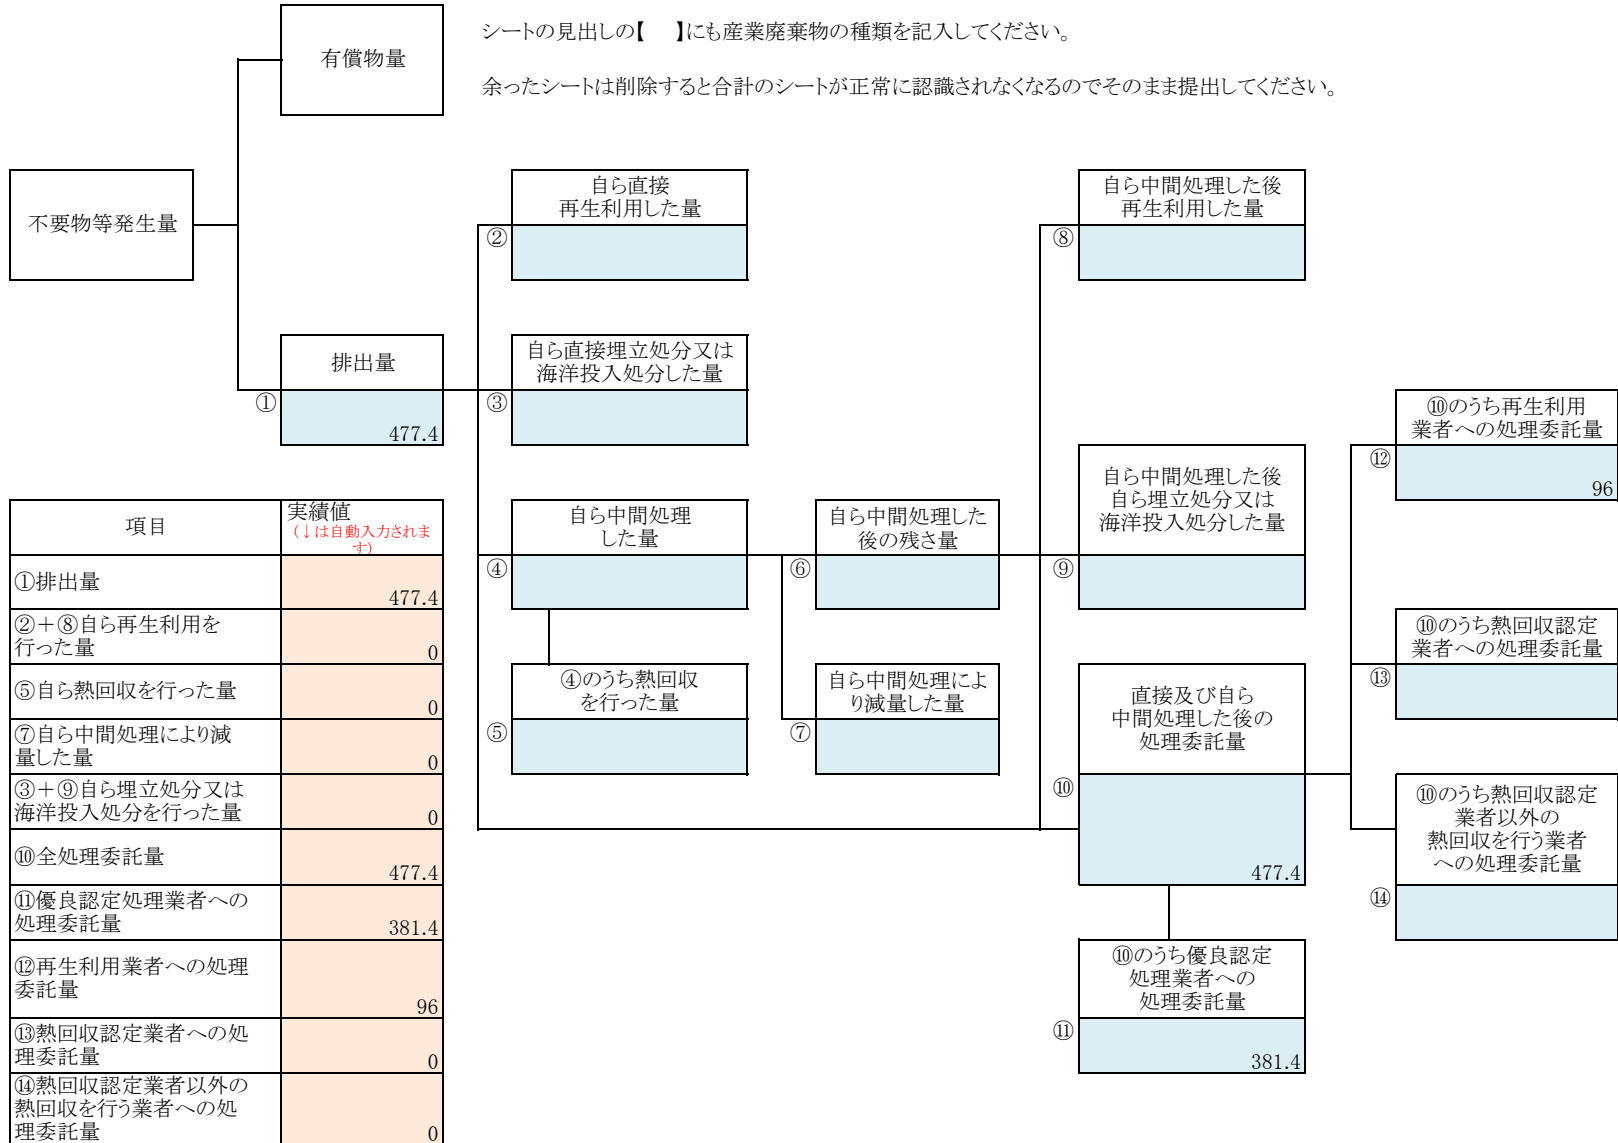 シートの見出しの【　】にも産業廃棄物の種類を記入してください。
有償物量
余ったシートは削除すると合計のシートが正常に認識されなくなるのでそのまま提出してください。
不要物等発生量
自ら直接
再生利用した量
②
自ら中間処理した後
再生利用した量
⑧
排出量
①
477.4
自ら直接埋立処分又は
海洋投入処分した量
③
⑩のうち再生利用
業者への処理委託量
⑫
96
自ら中間処理
した量
④
自ら中間処理した
後の残さ量
⑥
自ら中間処理した後
自ら埋立処分又は
海洋投入処分した量
⑨
⑩のうち熱回収認定
業者への処理委託量
⑬
④のうち熱回収
を行った量
⑤
自ら中間処理によ
り減量した量
⑦
直接及び自ら
中間処理した後の
処理委託量
⑩
477.4
⑩のうち熱回収認定
業者以外の
熱回収を行う業者
への処理委託量
⑭
⑩のうち優良認定
処理業者への
処理委託量
⑪
381.4
項目
実績値
(↓は自動入力されま
す)
①排出量
477.4
②+⑧自ら再生利用を
行った量
0
⑤自ら熱回収を行った量
0
⑦自ら中間処理により減
量した量
0
③+⑨自ら埋立処分又は
海洋投入処分を行った量
0
⑩全処理委託量
477.4
⑪優良認定処理業者への
処理委託量
381.4
⑫再生利用業者への処理
委託量
96
⑬熱回収認定業者への処
理委託量
0
⑭熱回収認定業者以外の
熱回収を行う業者への処
理委託量
0